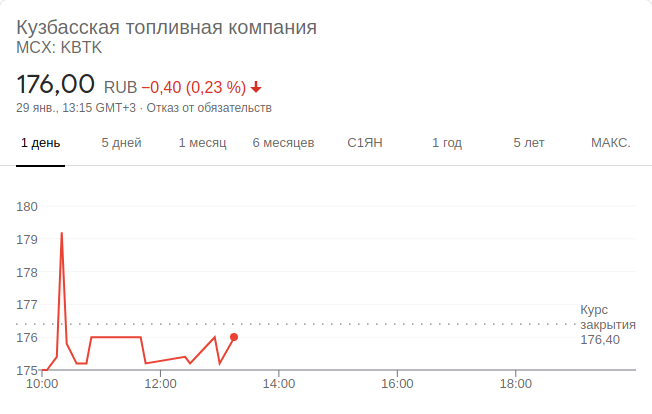 Кузбасская топливная компания
MCX: KBTK
176,00 RUB −0,40 (0,23 %)
29 янв., 13:15 GMT+3 · Отказ от обязательств
1 день 5 дней 1 месяц 6 месяцев С1ЯН 1 год 5 лет МАКС.
180
179
178
177
176
175
Курс
закрытия
176,40
10:00 12:00 14:00 16:00 18:00